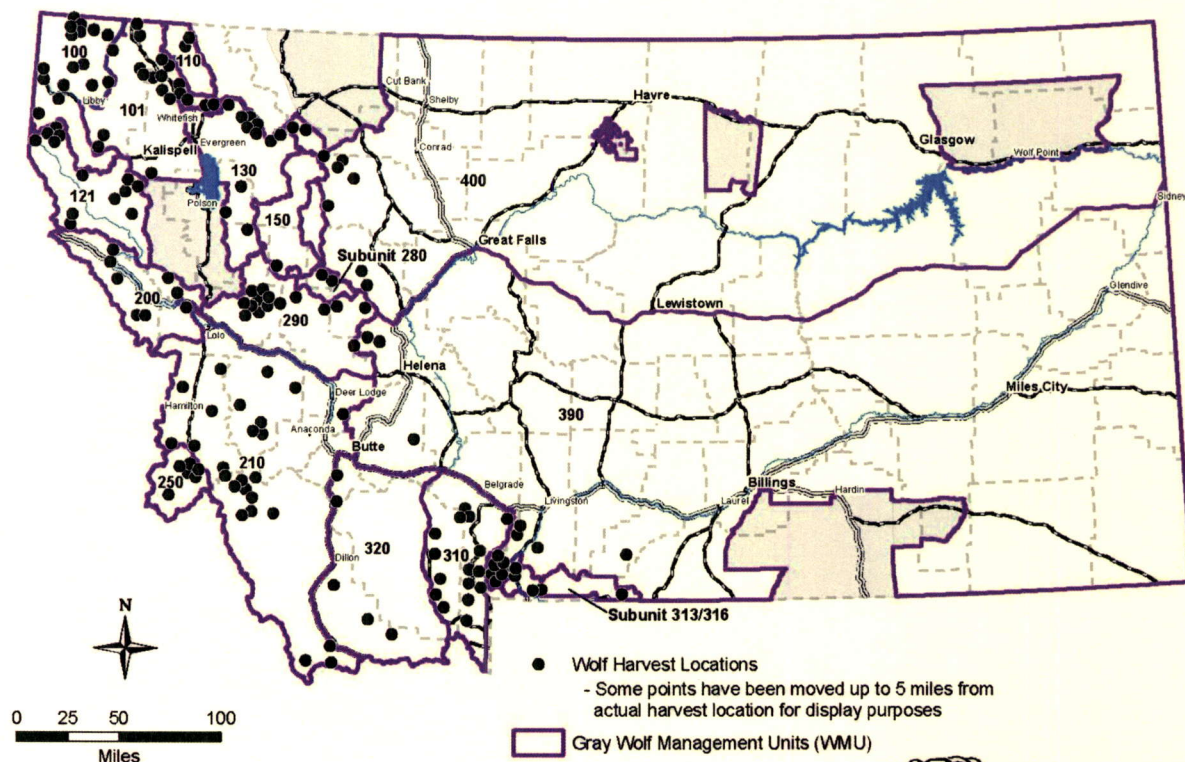 100
110
Libby
101
Whitefish
Evergreen
Kalispell
130
121
Polson
150
Cut Bank
Shelby
Conrad
400
Havre
Glasgow
Wolf Point
Sidney
Great Falls
Subunit 280
200
290
Lolo
Lewistown
Glendive
Helena
Miles City
Hamilton
Deer Lodge
390
Anaconda
Butte
250
210
Belgrade
Livingston
Laurel
Billings
Hardin
320
310
Dillon
Subunit 313/316
N
Wolf Harvest Locations
- Some points have been moved up to 5 miles from
actual harvest location for display purposes
0 25 50 100
Miles
Gray Wolf Management Units (WMU)